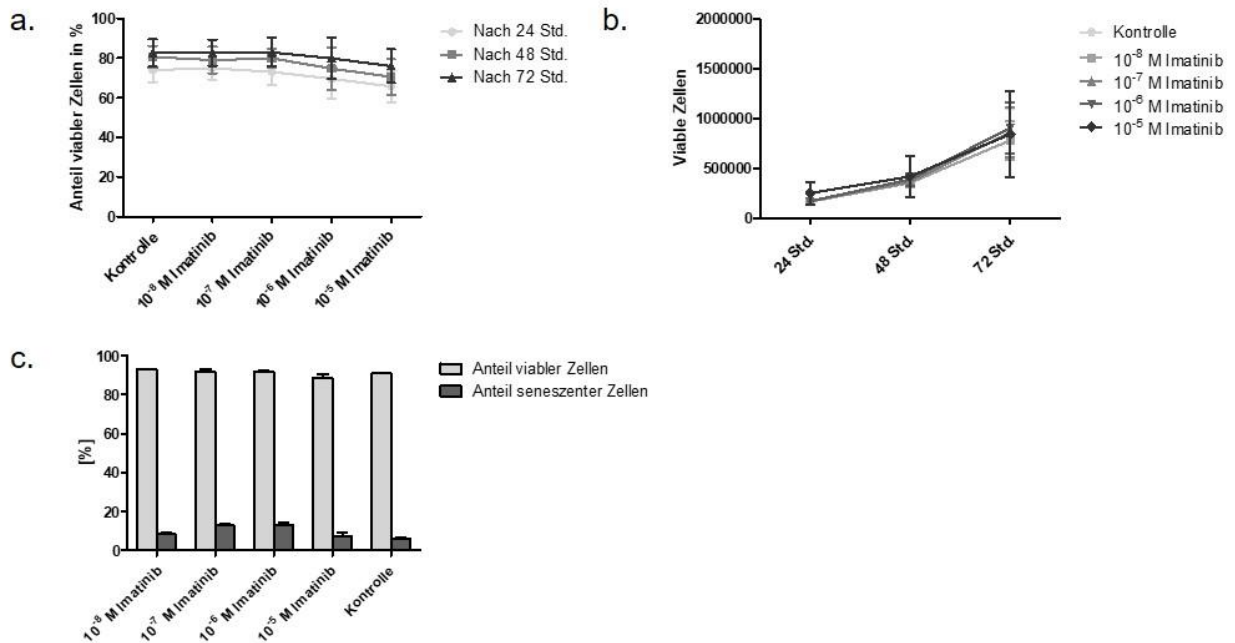 a.
Anteil viabler Zellen in %
100
80
60
40
20
0
Kontrolle
10⁻⁸ M Imatinib
10⁻⁷ M Imatinib
10⁻⁶ M Imatinib
10⁻⁵ M Imatinib
Nach 24 Std.
Nach 48 Std.
Nach 72 Std.
b.
Viable Zellen
2000000
1500000
1000000
500000
0
24 Std.
48 Std.
72 Std.
Kontrolle
10⁻⁸ M Imatinib
10⁻⁷ M Imatinib
10⁻⁶ M Imatinib
10⁻⁵ M Imatinib
c.
[%]
100
80
60
40
20
0
10⁻⁸ M Imatinib
10⁻⁷ M Imatinib
10⁻⁶ M Imatinib
10⁻⁵ M Imatinib
Kontrolle
Anteil viabler Zellen
Anteil seneszenter Zellen